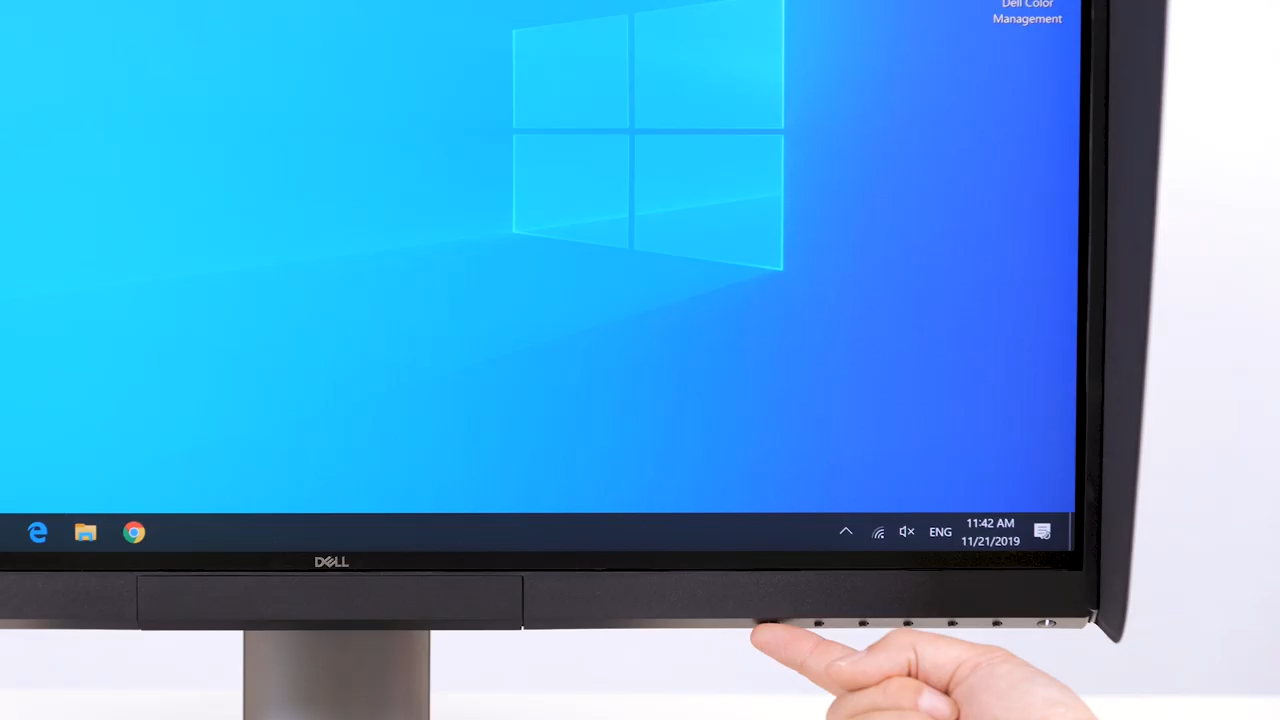 Dell Color
Management
ENG
11:42 AM
11/21/2019
DELL